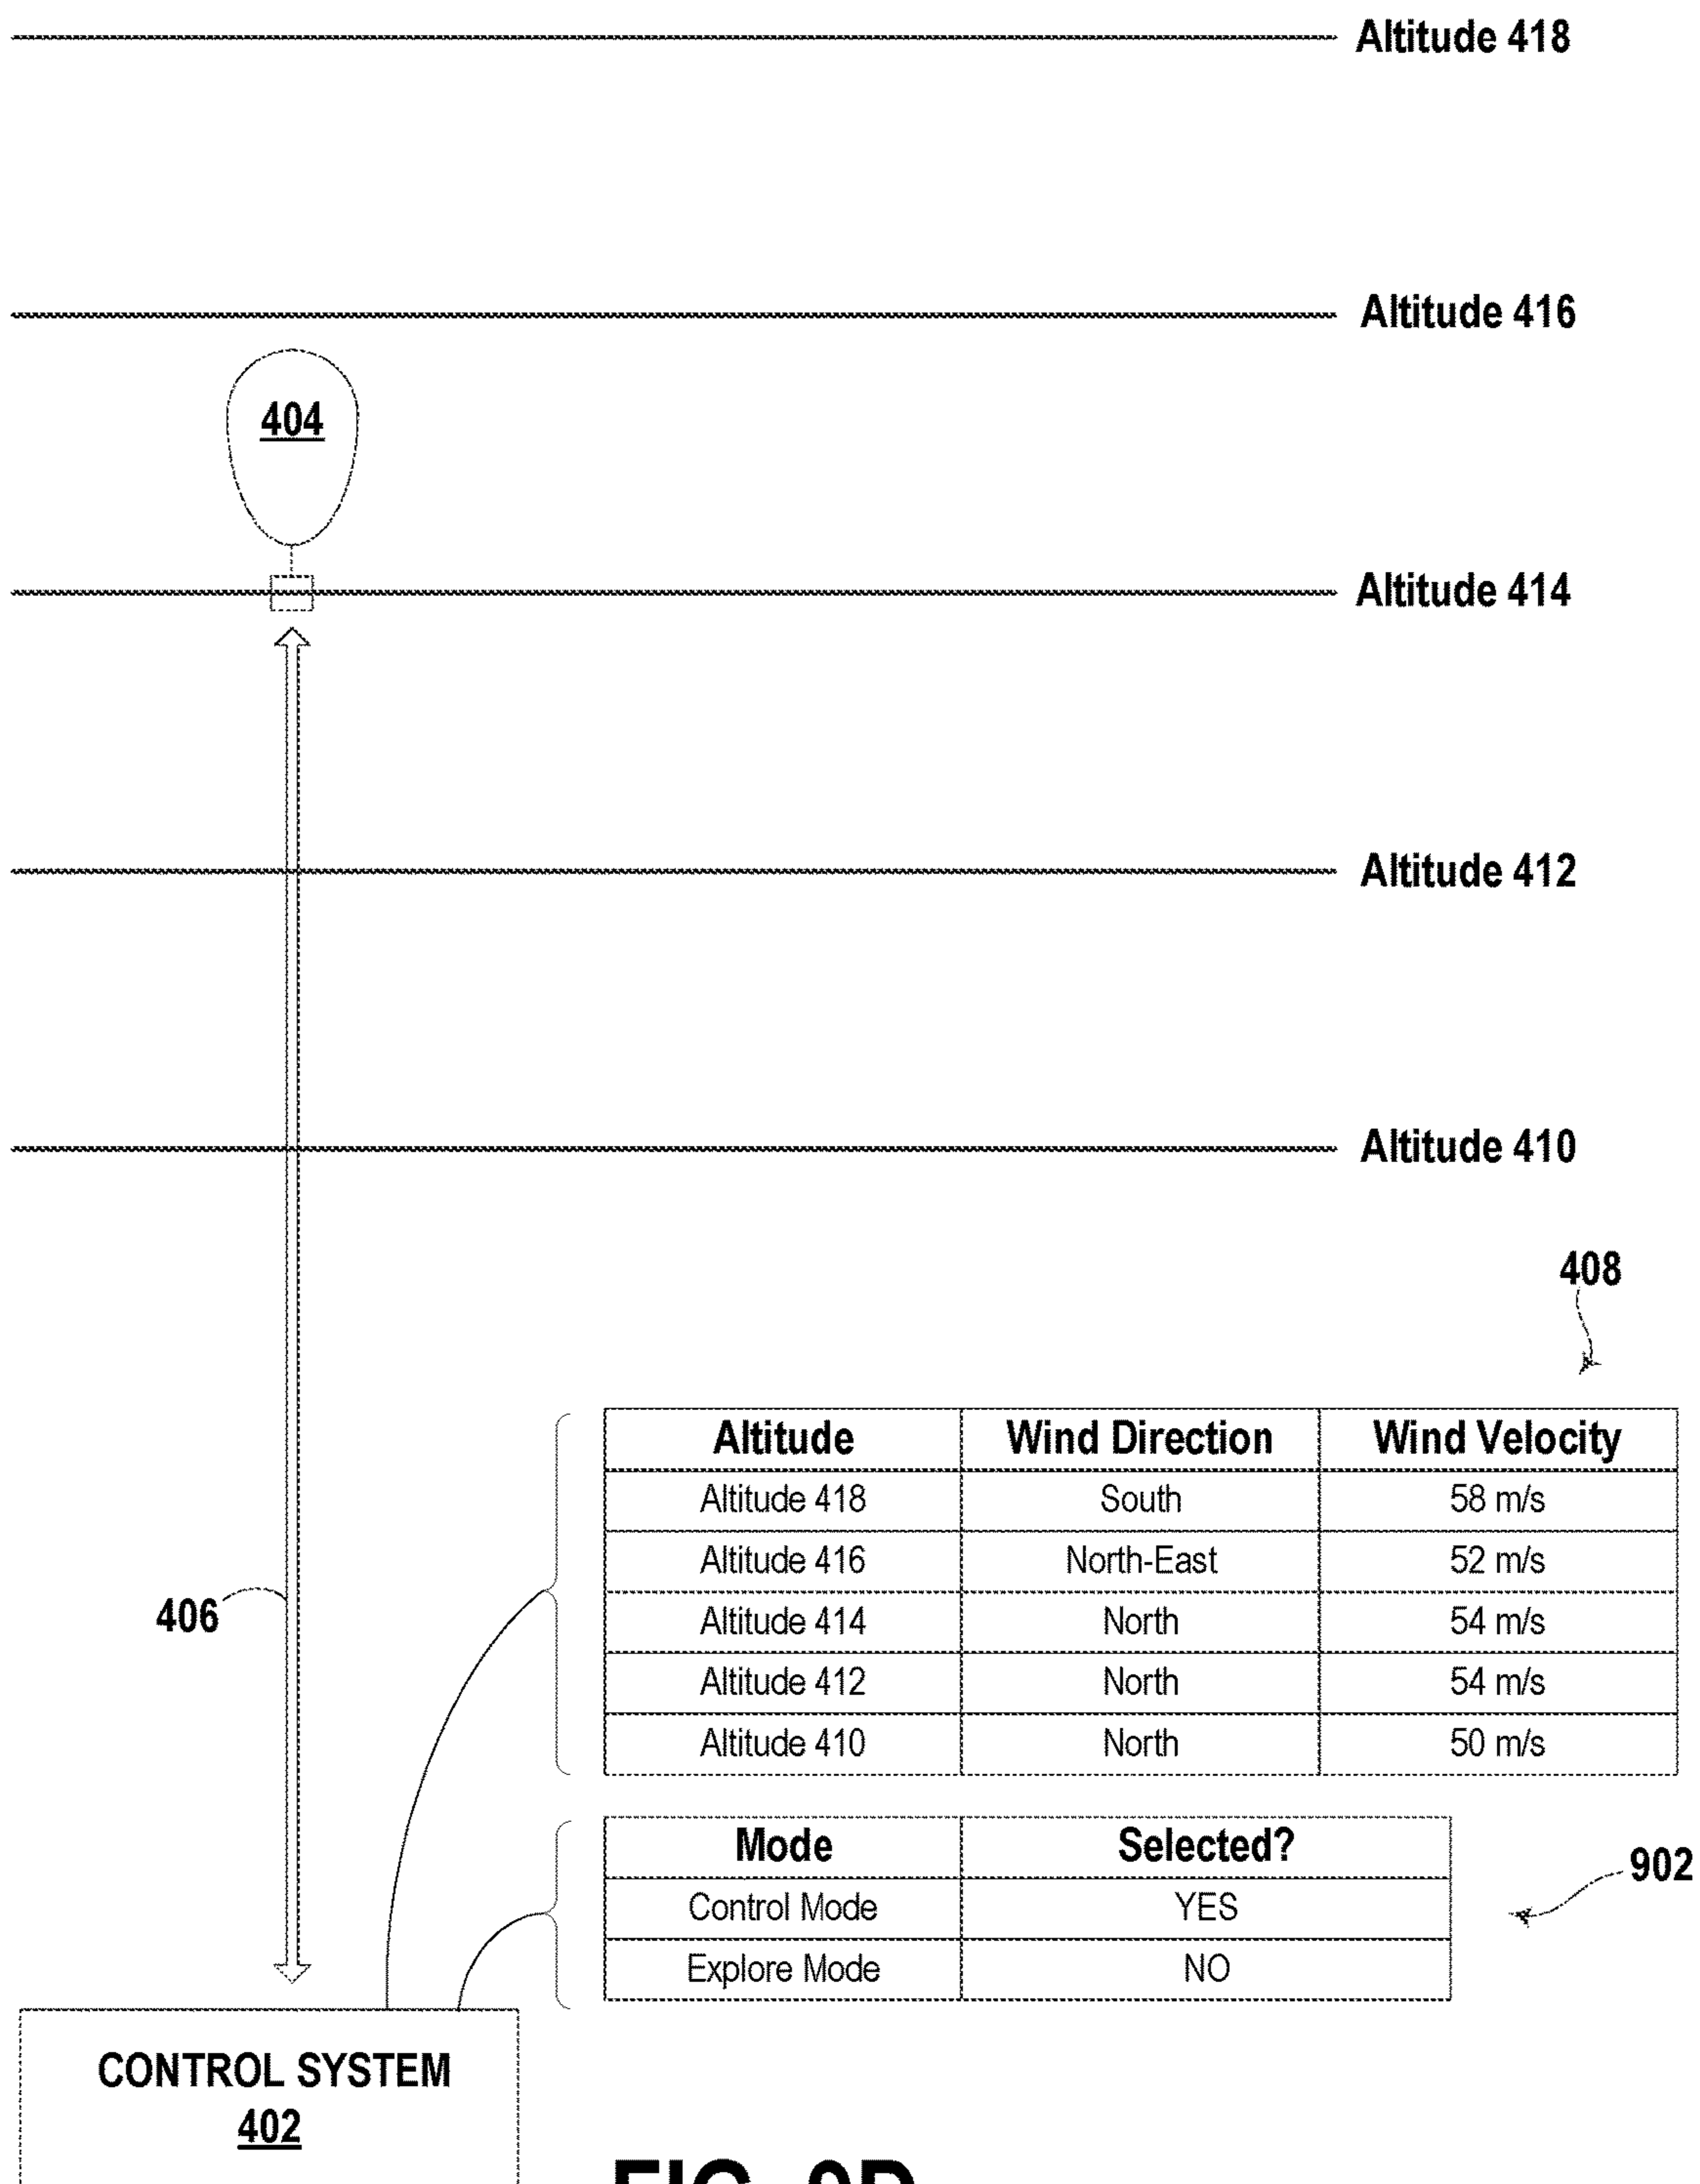 Altitude 418
Altitude 416
404
Altitude 414
Altitude 412
Altitude 410
408
Altitude Wind Direction Wind Velocity
Altitude 418 South 58 m/s
Altitude 416 North-East 52 m/s
Altitude 414 North 54 m/s
Altitude 412 North 54 m/s
Altitude 410 North 50 m/s
406
Mode Selected?
Control Mode YES
Explore Mode NO
902
CONTROL SYSTEM
402
FIG.